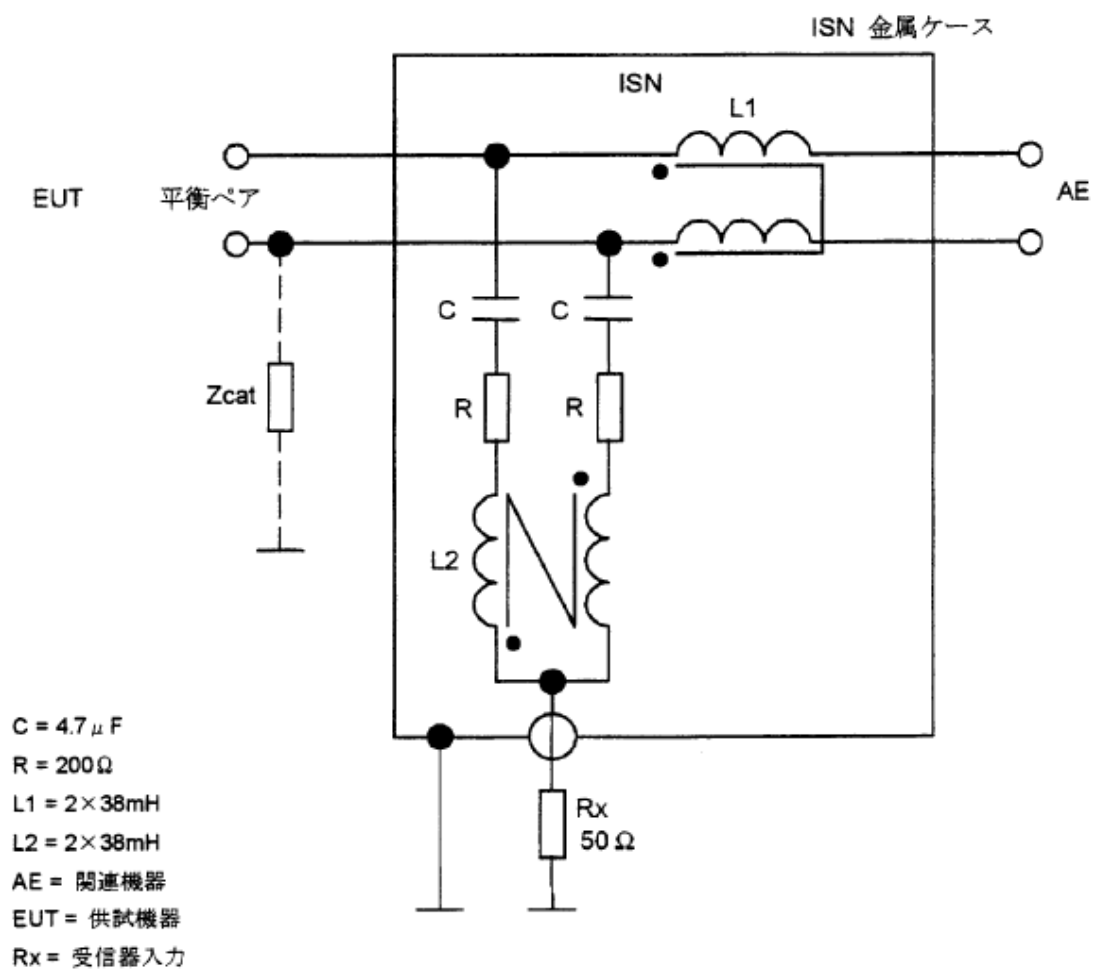 ISN 金属ケース
ISN
L1
EUT 平衡ペア
AE
C C
Zcat
R R
L2
C = 4.7μF
R = 200Ω
L1 = 2×38mH
L2 = 2×38mH
AE = 関連機器
EUT = 供試機器
Rx = 受信器入力
Rx
50 Ω